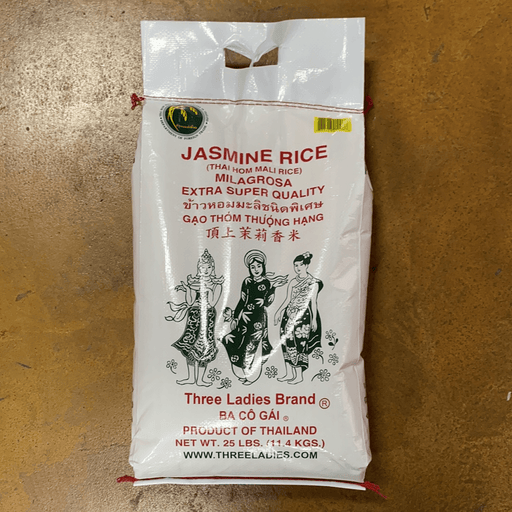 JASMINE RICE
(THAI HOM MALI RICE)
MILAGROSA
EXTRA SUPER QUALITY
ข้าวหอมมะลิชนิดพิเศษ
GẠO THƠM THƯỢNG HẠNG
頂上茉莉香米
Three Ladies Brand ®
BA CÔ GÁI ®
PRODUCT OF THAILAND
NET WT. 25 LBS. (11.4 KGS.)
WWW.THREELADIES.COM